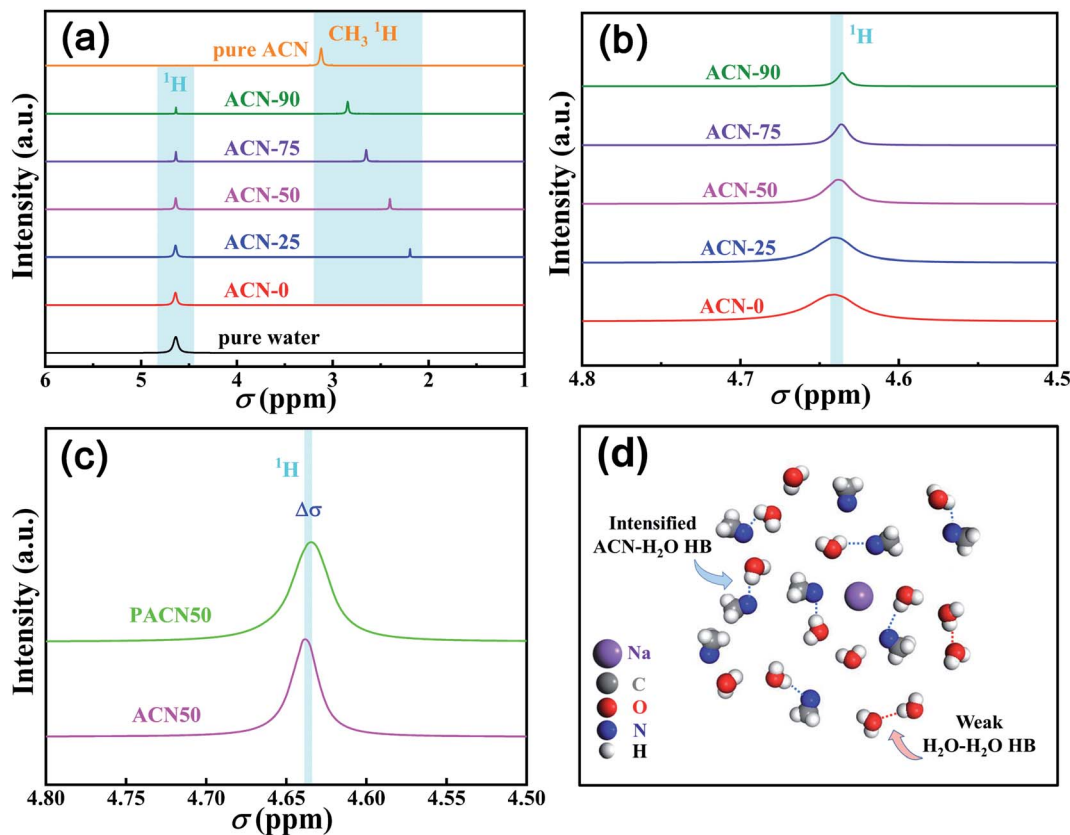 (a)
pure ACN
CH₃ ¹H
¹H
ACN-90
ACN-75
ACN-50
ACN-25
ACN-0
pure water
Intensity (a.u.)
6 5 4 3 2 1
σ (ppm)
(b)
¹H
ACN-90
ACN-75
ACN-50
ACN-25
ACN-0
Intensity (a.u.)
4.8 4.7 4.6 4.5
σ (ppm)
(c)
¹H
Δσ
PACN50
ACN50
Intensity (a.u.)
4.80 4.75 4.70 4.65 4.60 4.55 4.50
σ (ppm)
(d)
Intensified
ACN-H₂O HB
Na
C
O
N
H
Weak
H₂O-H₂O HB